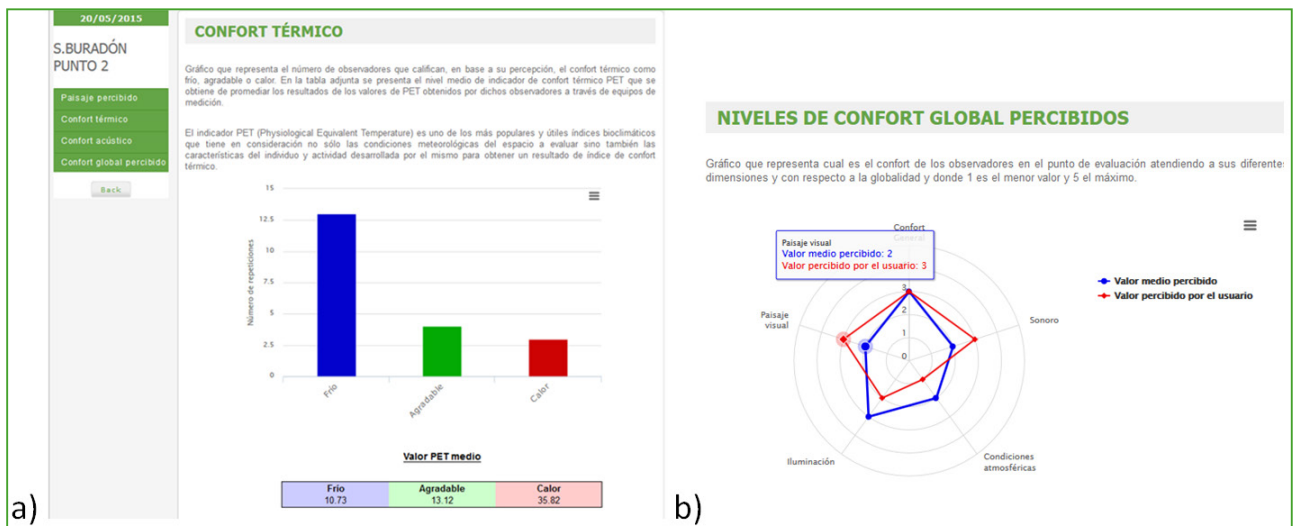 20/05/2015
S.BURADÓN
PUNTO 2
Paisaje percibido
Confort térmico
Confort acústico
Confort global percibido
Back
CONFORT TÉRMICO
Gráfico que representa el número de observadores que califican, en base a su percepción, el confort térmico como
frío, agradable o calor. En la tabla adjunta se presenta el nivel medio de indicador de confort térmico PET que se
obtiene de promediar los resultados de los valores de PET obtenidos por dichos observadores a través de equipos de
medición.
El indicador PET (Physiological Equivalent Temperature) es uno de los más populares y útiles índices bioclimáticos
que tiene en consideración no sólo las condiciones meteorológicas del espacio a evaluar sino también las
características del individuo y actividad desarrollada por el mismo para obtener un resultado de índice de confort
térmico.
15
12.5
10
7.5
5
2.5
0
Número de repeticiones
Frío
Agradable
Calor
Valor PET medio
Frío Agradable Calor
10.73 13.12 35.82
a)
NIVELES DE CONFORT GLOBAL PERCIBIDOS
Gráfico que representa cual es el confort de los observadores en el punto de evaluación atendiendo a sus diferente
dimensiones y con respecto a la globalidad y donde 1 es el menor valor y 5 el máximo.
Confort
General
Paisaje visual
Valor medio percibido: 2
Valor percibido por el usuario: 3
3
2
1
0
Valor medio percibido
Valor percibido por el usuario
Paisaje
visual
Sonoro
Iluminación
Condiciones
atmosféricas
b)